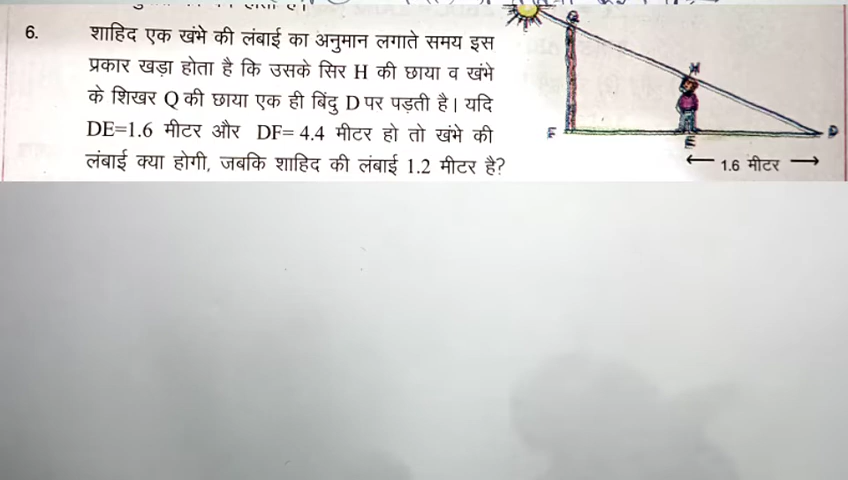 6.
शाहिद एक खंभे की लंबाई का अनुमान लगाते समय इस
प्रकार खड़ा होता है कि उसके सिर H की छाया व खंभे
के शिखर Q की छाया एक ही बिंदु D पर पड़ती है। यदि
DE=1.6 मीटर और DF= 4.4 मीटर हो तो खंभे की
लंबाई क्या होगी, जबकि शाहिद की लंबाई 1.2 मीटर है?
Q
H
F
E
D
1.6 मीटर